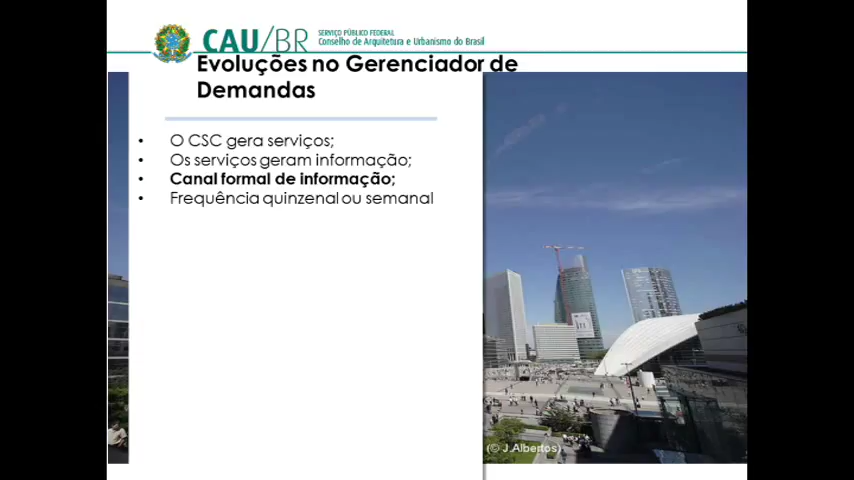 CAU/BR
SERVIÇO PÚBLICO FEDERAL
Conselho de Arquitetura e Urbanismo do Brasil
Evoluções no Gerenciador de
Demandas
• O CSC gera serviços;
• Os serviços geram informação;
• Canal formal de informação;
• Frequência quinzenal ou semanal
(© J.Albertos)